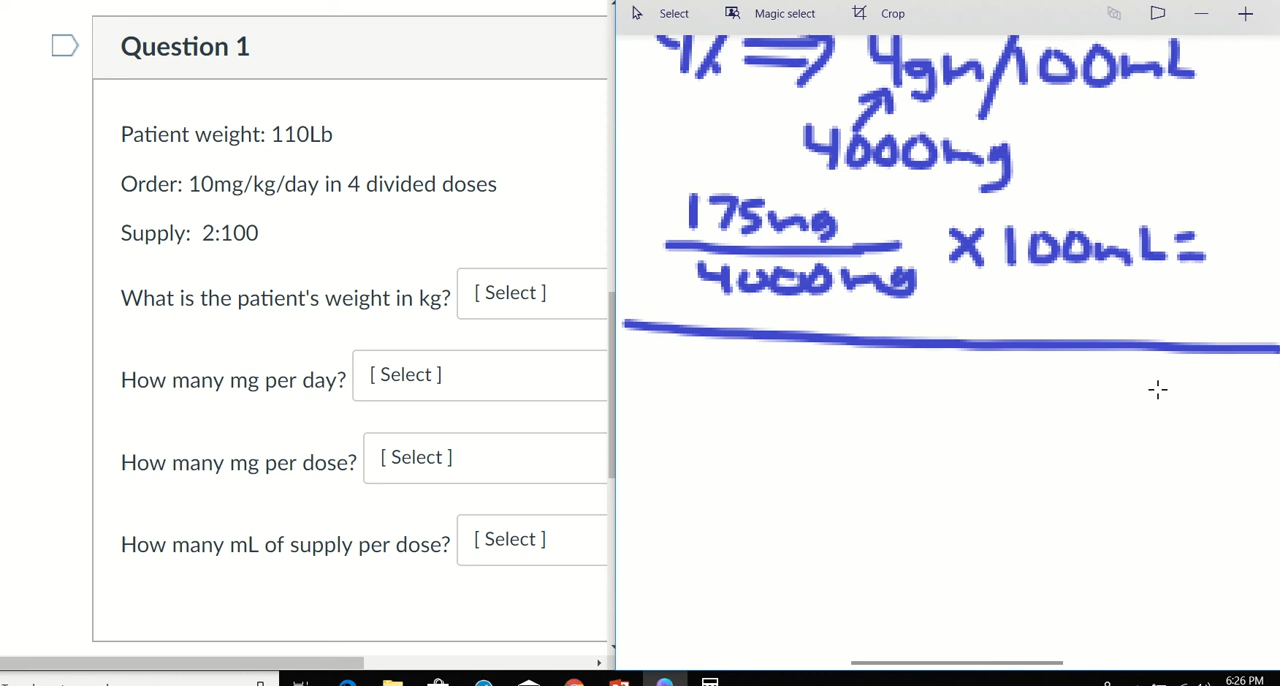 Question 1
Patient weight: 110Lb
Order: 10mg/kg/day in 4 divided doses
Supply: 2:100
What is the patient's weight in kg? [ Select ]
How many mg per day? [ Select ]
How many mg per dose? [ Select ]
How many mL of supply per dose? [ Select ]
Select Magic select Crop
4% ⇒ 4gm/100mL
4000mg
175mg
4000mg × 100mL =
6:26 PM